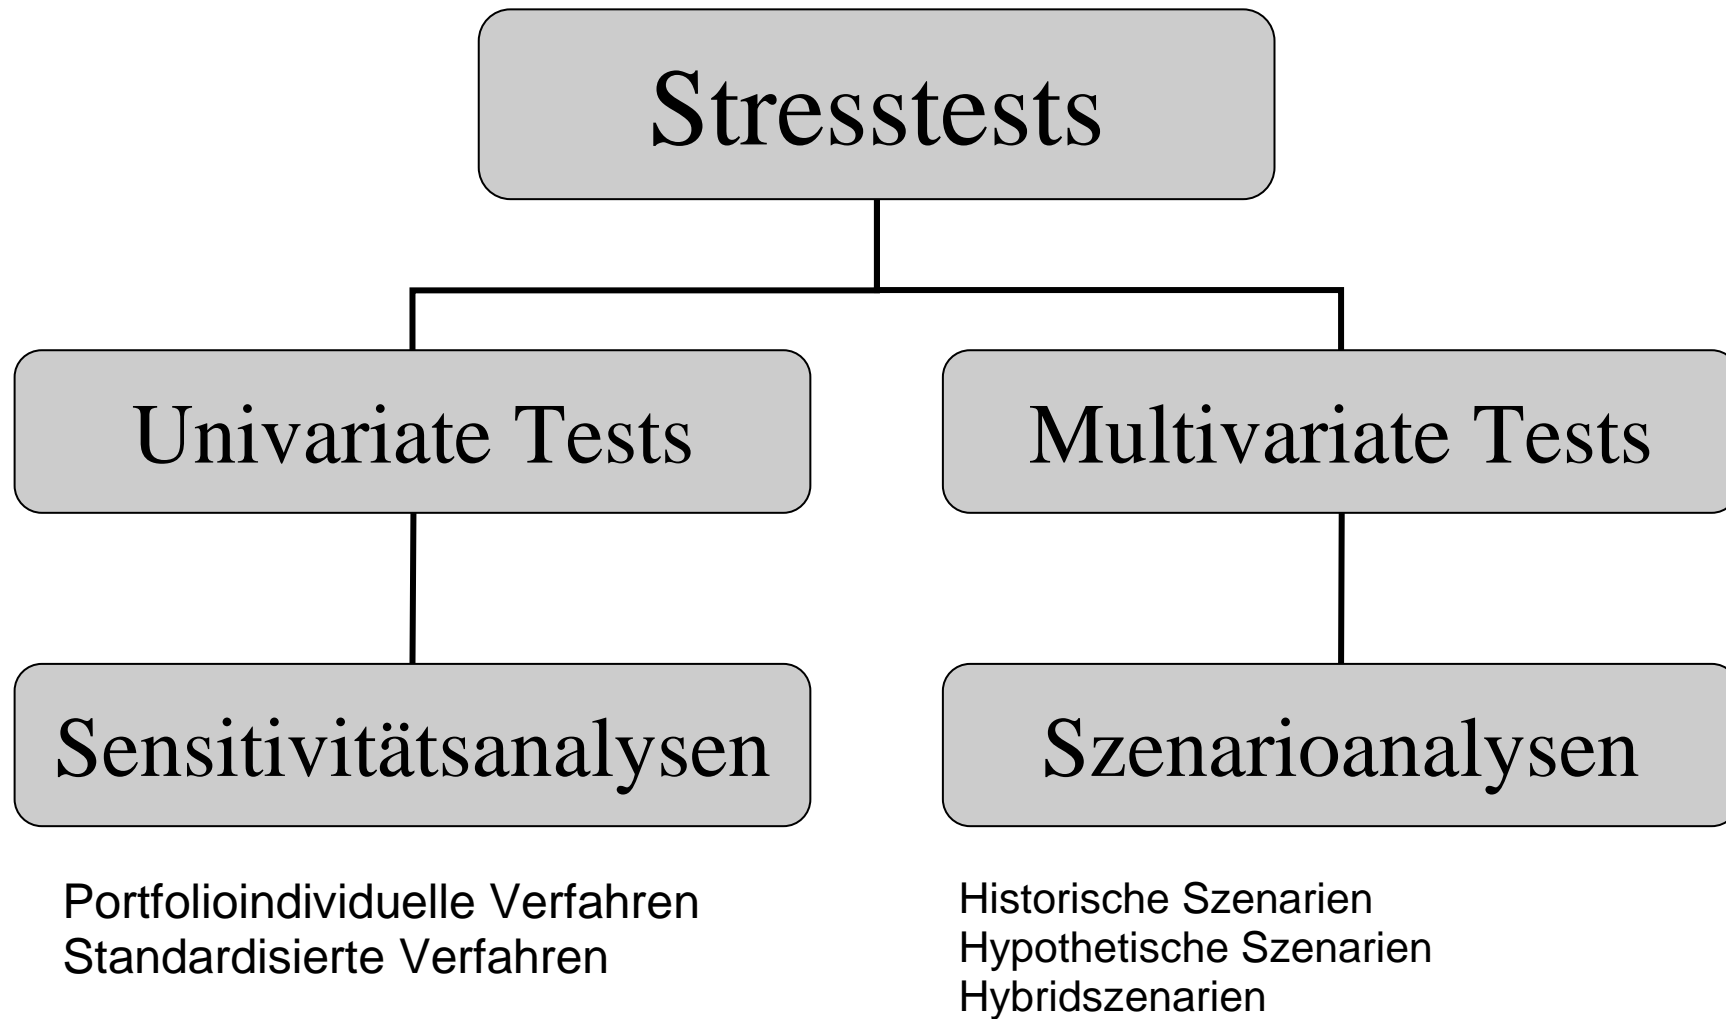 Stresstests
Univariate Tests
Multivariate Tests
Sensitivitätsanalysen
Szenarioanalysen
Portfolioindividuelle Verfahren
Standardisierte Verfahren
Historische Szenarien
Hypothetische Szenarien
Hybridszenarien